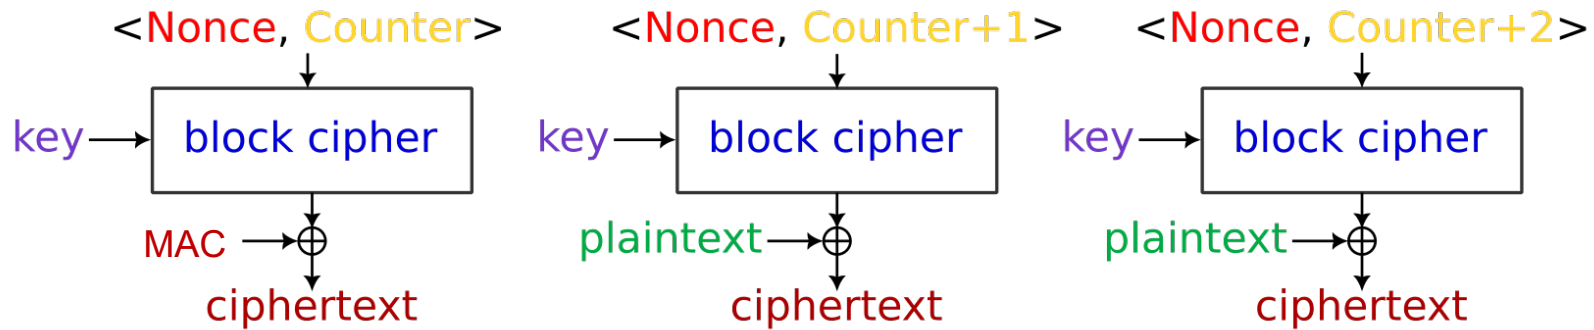 <Nonce, Counter> <Nonce, Counter+1> <Nonce, Counter+2>
key block cipher key block cipher key block cipher
MAC plaintext plaintext
ciphertext ciphertext ciphertext